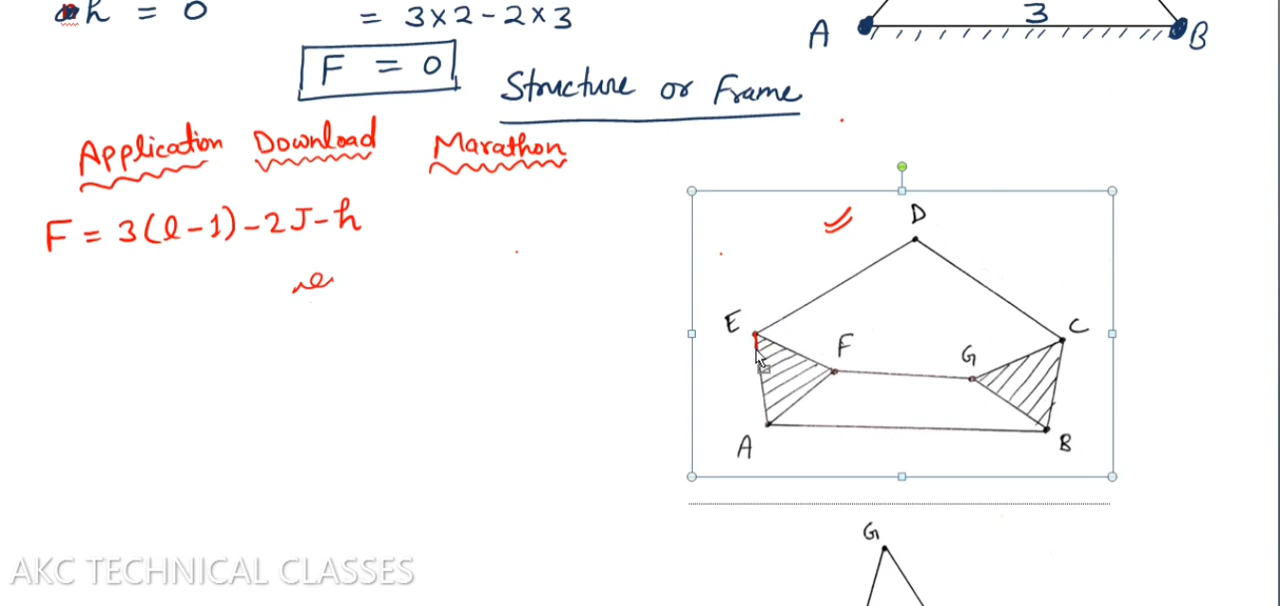 h = 0
= 3×2-2×3
3
A
B
F = 0
Structure or Frame
Application Download Marathon
F = 3(l-1)-2J-h
D
E
C
F
G
A
B
G
AKC TECHNICAL CLASSES